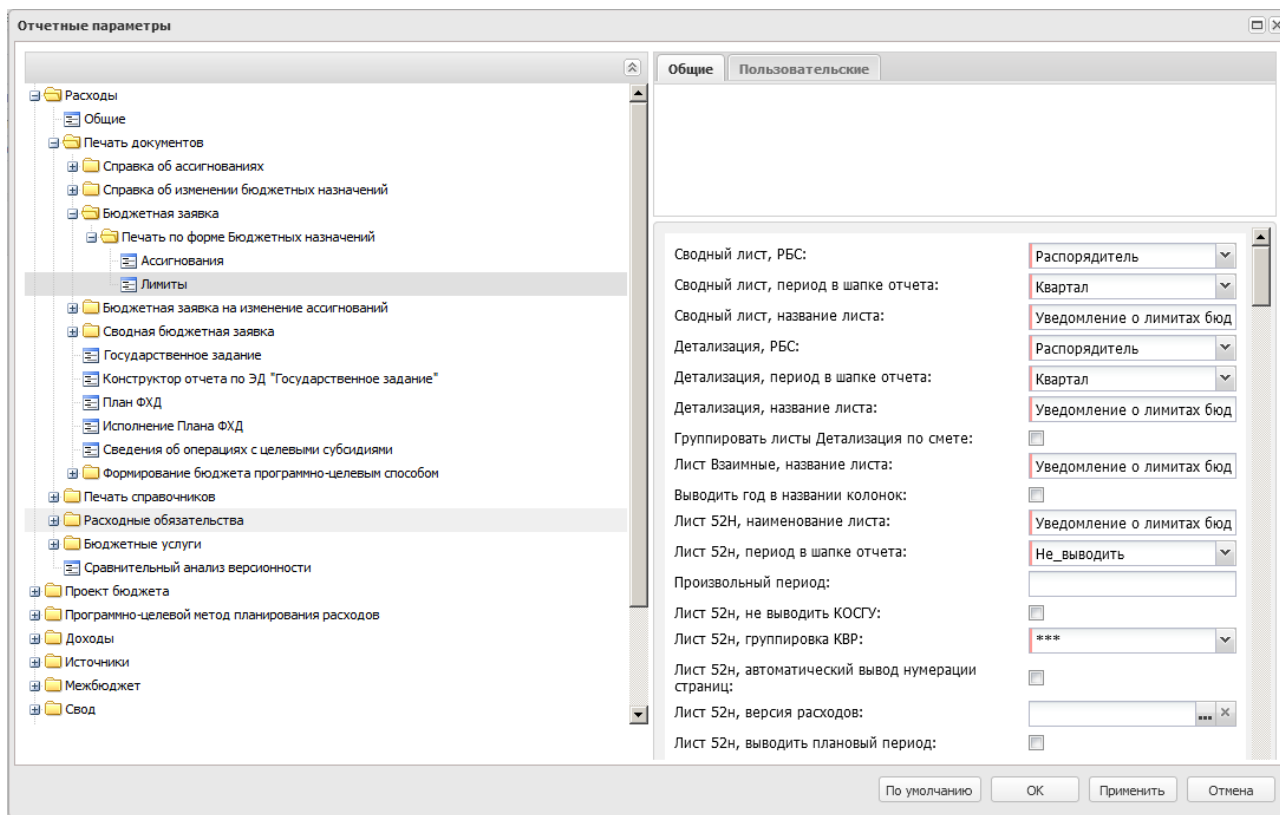 Отчетные параметры
Расходы
Общие
Печать документов
Справка об ассигнованиях
Справка об изменении бюджетных назначений
Бюджетная заявка
Печать по форме Бюджетных назначений
Ассигнования
Лимиты
Бюджетная заявка на изменение ассигнований
Сводная бюджетная заявка
Государственное задание
Конструктор отчета по ЭД "Государственное задание"
План ФХД
Исполнение Плана ФХД
Сведения об операциях с целевыми субсидиями
Формирование бюджета программно-целевым способом
Печать справочников
Расходные обязательства
Бюджетные услуги
Сравнительный анализ версионности
Проект бюджета
Программно-целевой метод планирования расходов
Доходы
Источники
Межбюджет
Свод
Общие Пользовательские
Сводный лист, РБС: Распорядитель
Сводный лист, период в шапке отчета: Квартал
Сводный лист, название листа: Уведомление о лимитах бюд
Детализация, РБС: Распорядитель
Детализация, период в шапке отчета: Квартал
Детализация, название листа: Уведомление о лимитах бюд
Группировать листы Детализация по смете:
Лист Взаимные, название листа: Уведомление о лимитах бюд
Выводить год в названии колонок:
Лист 52Н, наименование листа: Уведомление о лимитах бюд
Лист 52н, период в шапке отчета: Не_выводить
Произвольный период:
Лист 52н, не выводить КОСГУ:
Лист 52н, группировка КВР: ***
Лист 52н, автоматический вывод нумерации
страниц:
Лист 52н, версия расходов: ...
Лист 52н, выводить плановый период:
По умолчанию ОК Применить Отмена